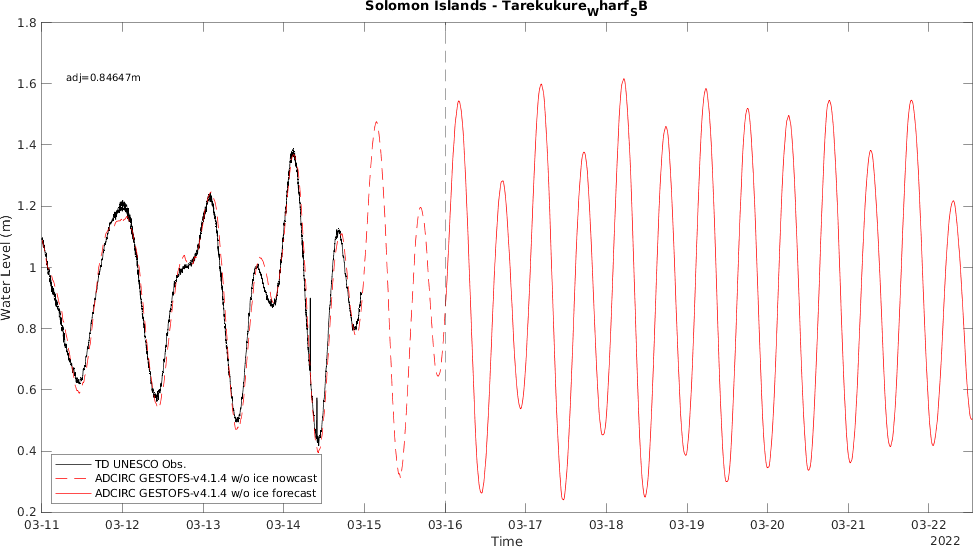 Solomon Islands - TarekukureWharfSB
1.8
1.6
1.4
1.2
1
0.8
0.6
0.4
0.2
Water Level (m)
adj=0.84647m
TD UNESCO Obs.
ADCIRC GESTOFS-v4.1.4 w/o ice nowcast
ADCIRC GESTOFS-v4.1.4 w/o ice forecast
03-11 03-12 03-13 03-14 03-15 03-16 03-17 03-18 03-19 03-20 03-21 03-22
Time
2022